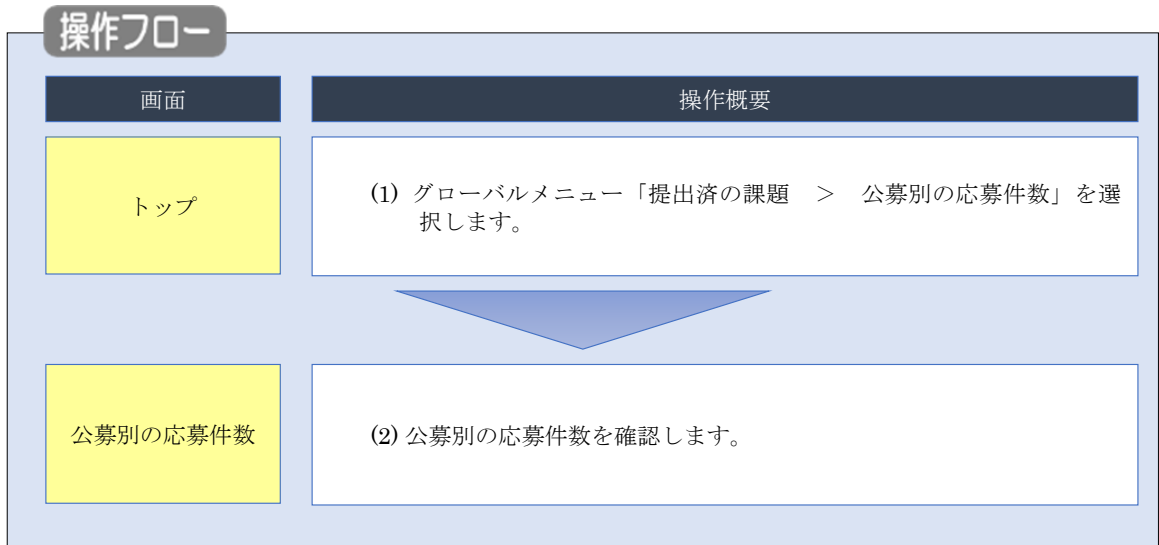 操作フロー
画面
操作概要
トップ
(1) グローバルメニュー「提出済の課題　＞　公募別の応募件数」を選
択します。
公募別の応募件数
(2) 公募別の応募件数を確認します。